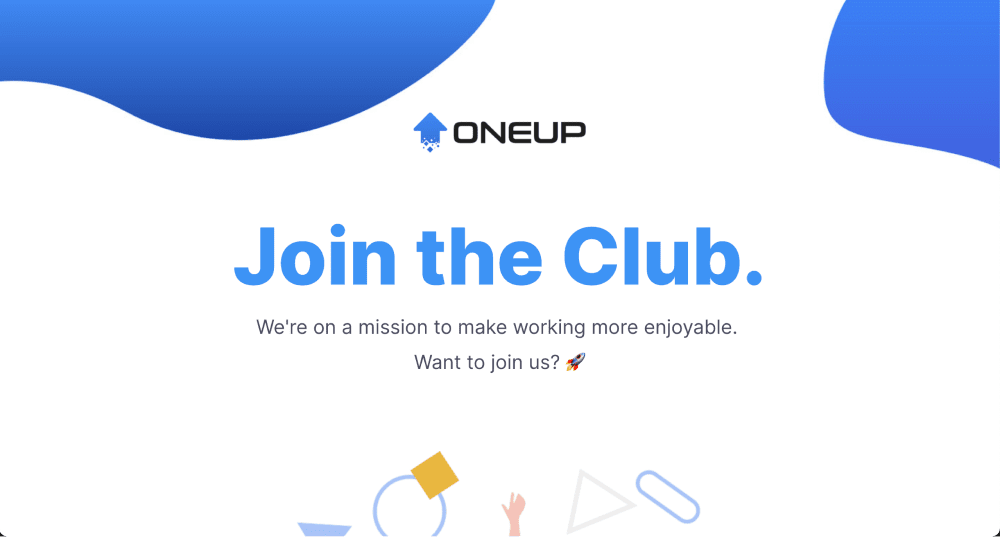 ONEUP
Join the Club.
We're on a mission to make working more enjoyable.
Want to join us? 🚀